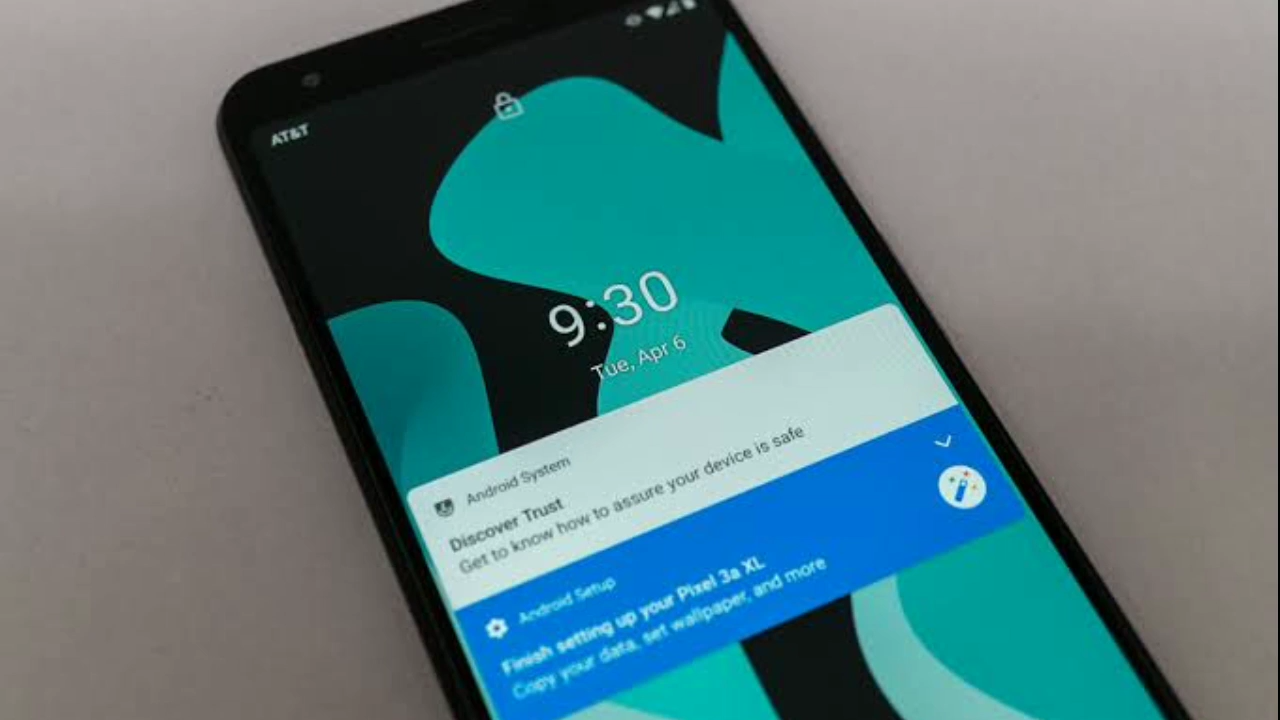 AT&T
9:30
Tue, Apr 6
Android System
Discover Trust
Get to know how to assure your device is safe
Android Setup
Finish setting up your Pixel 3a XL
Copy your data, set wallpaper, and more